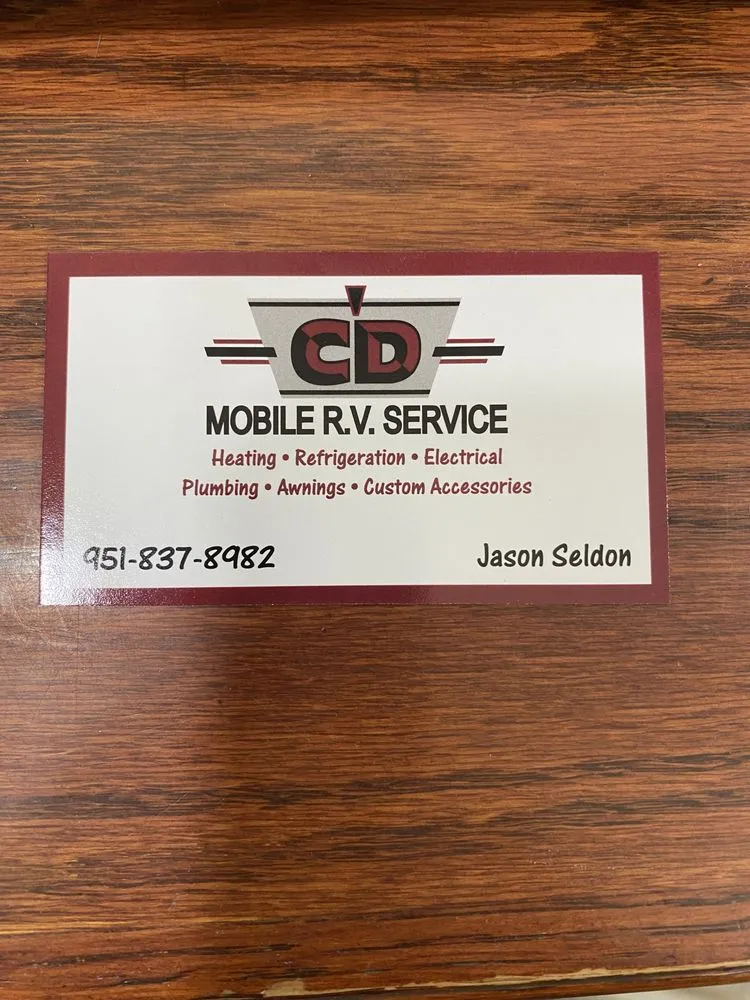 CD
MOBILE R.V. SERVICE
Heating • Refrigeration • Electrical
Plumbing • Awnings • Custom Accessories
951-837-8982
Jason Seldon